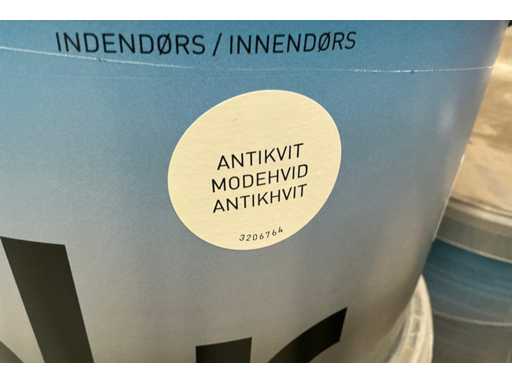 INDENDØRS / INNENDØRS
ANTIKVIT
MODEHVID
ANTIKHVIT
3206764